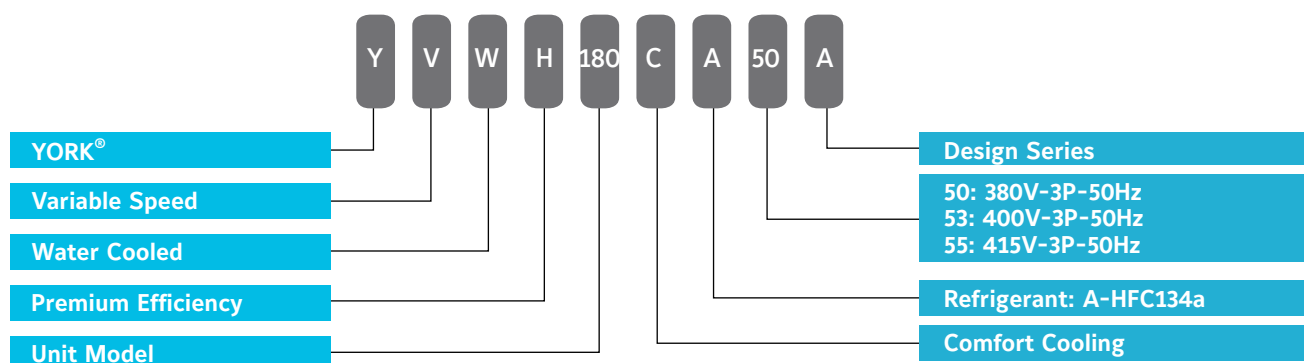 Y V W H 180 C A 50 A
YORK®
Variable Speed
Water Cooled
Premium Efficiency
Unit Model
Design Series
50: 380V-3P-50Hz
53: 400V-3P-50Hz
55: 415V-3P-50Hz
Refrigerant: A-HFC134a
Comfort Cooling